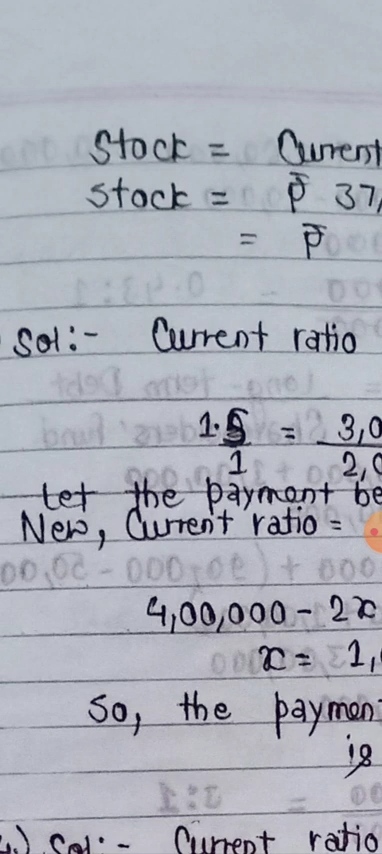 Stock = Current
Stock = ₹ 37,
= ₹
Sol:- Current ratio
1.5 = 3,0
1 2,0
Let the payment be
New, Current ratio =
4,00,000 - 2x
x = 1,
So, the paymen
is
Sol:- Current ratio